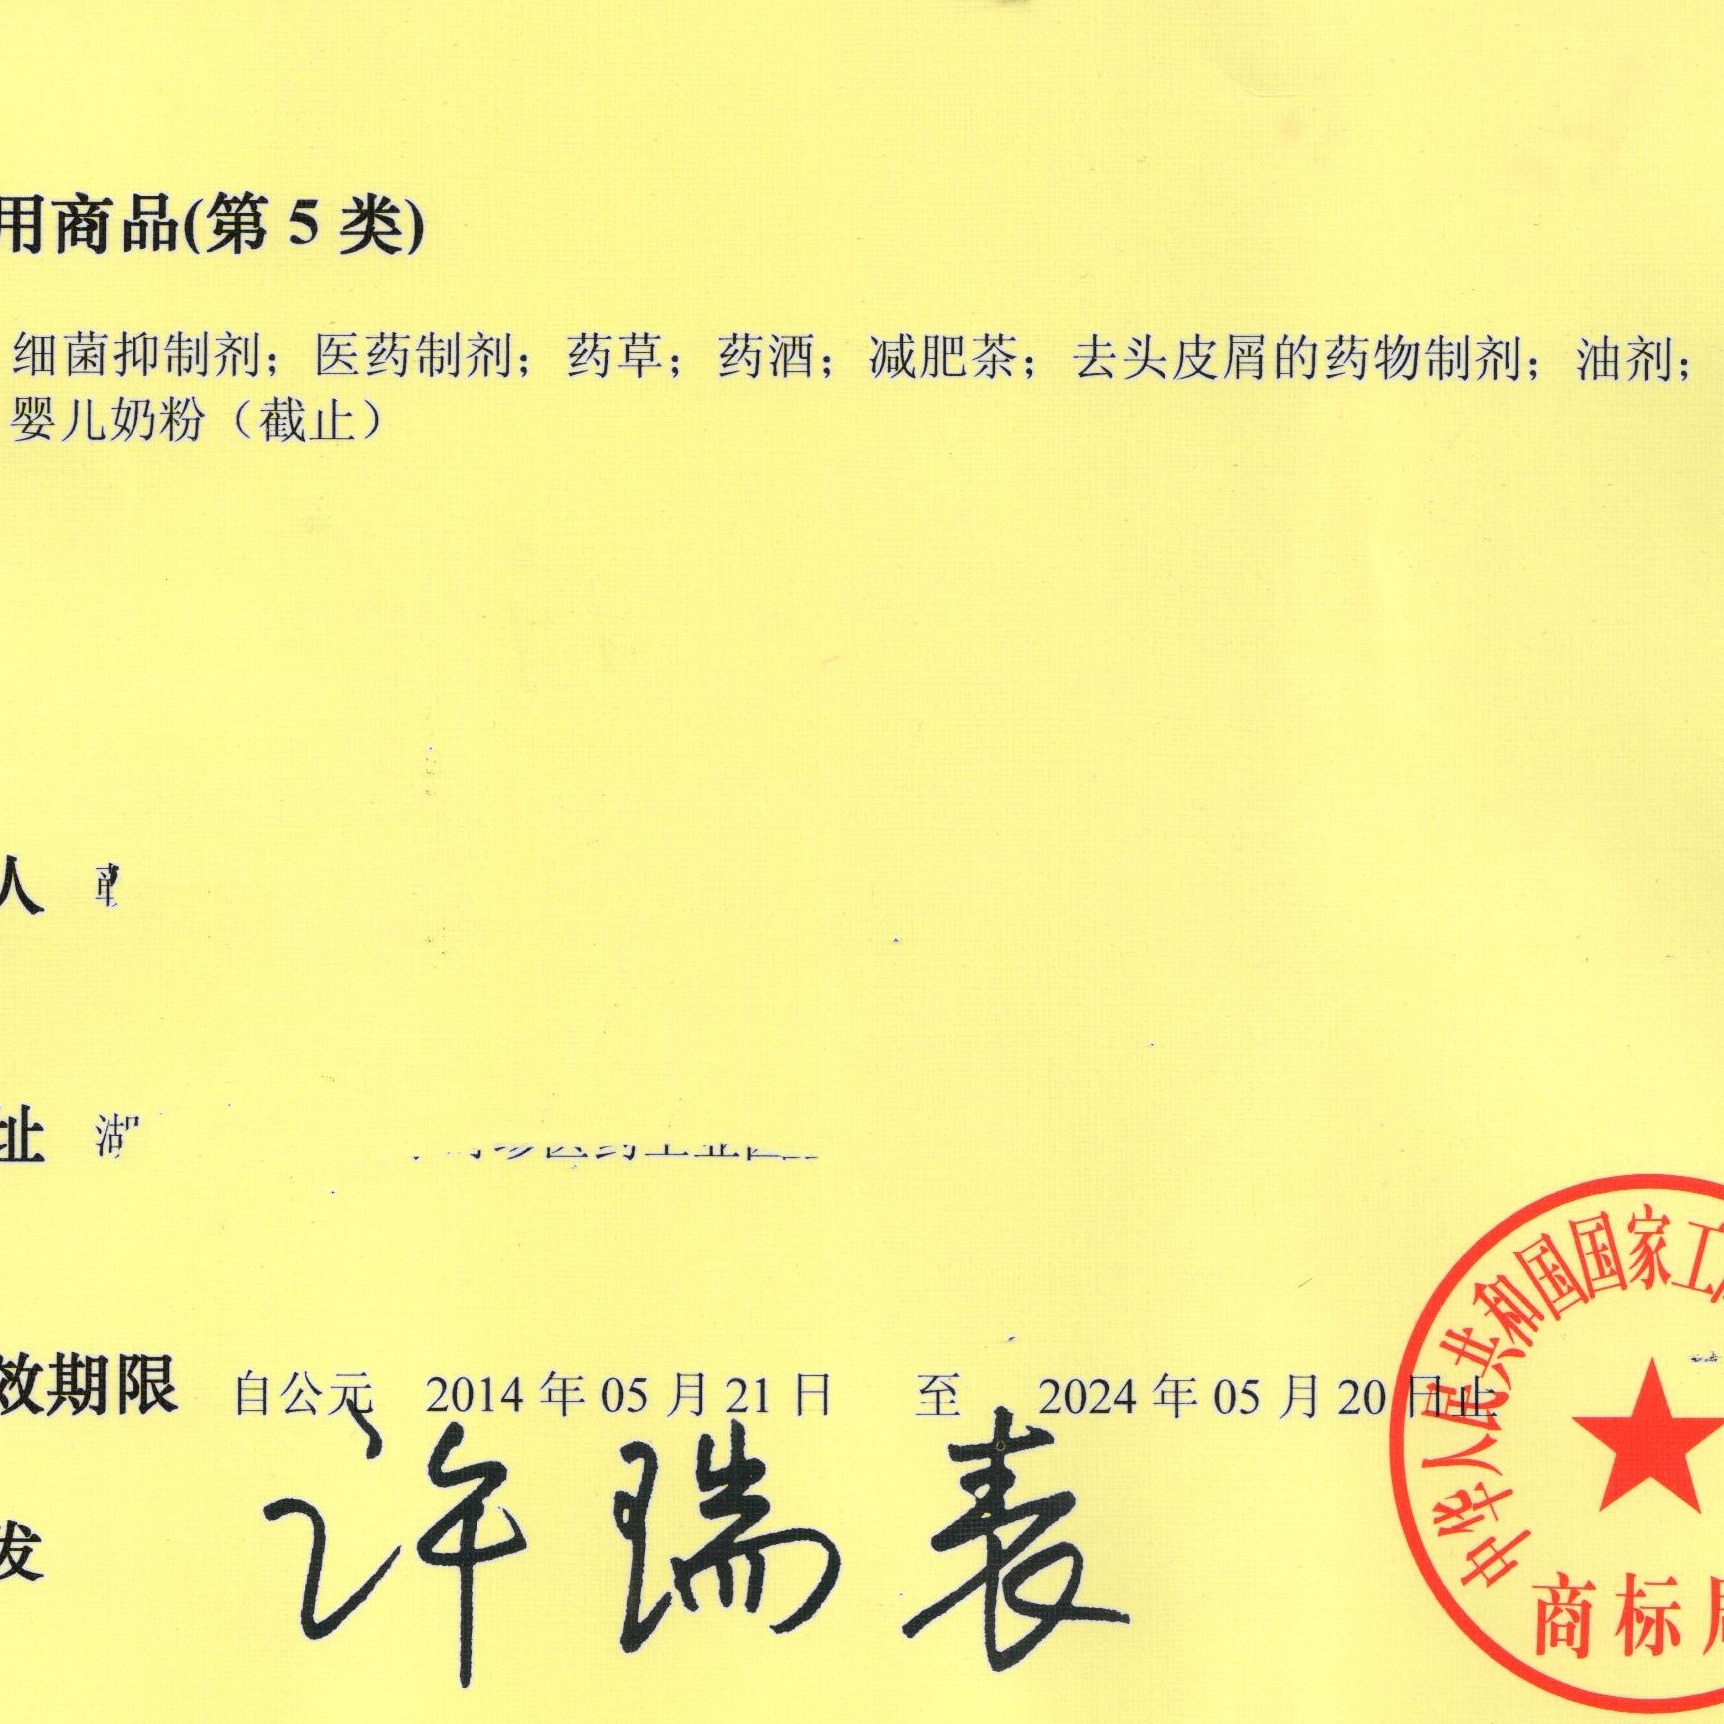 用商品(第 5 类)
细菌抑制剂；医药制剂；药草；药酒；减肥茶；去头皮屑的药物制剂；油剂；
婴儿奶粉（截止）
人
址 湖
效期限 自公元 2014 年 05 月 21 日 至 2024 年 05 月 20 日止
发 许瑞表
中华人民共和国国家工
商标局